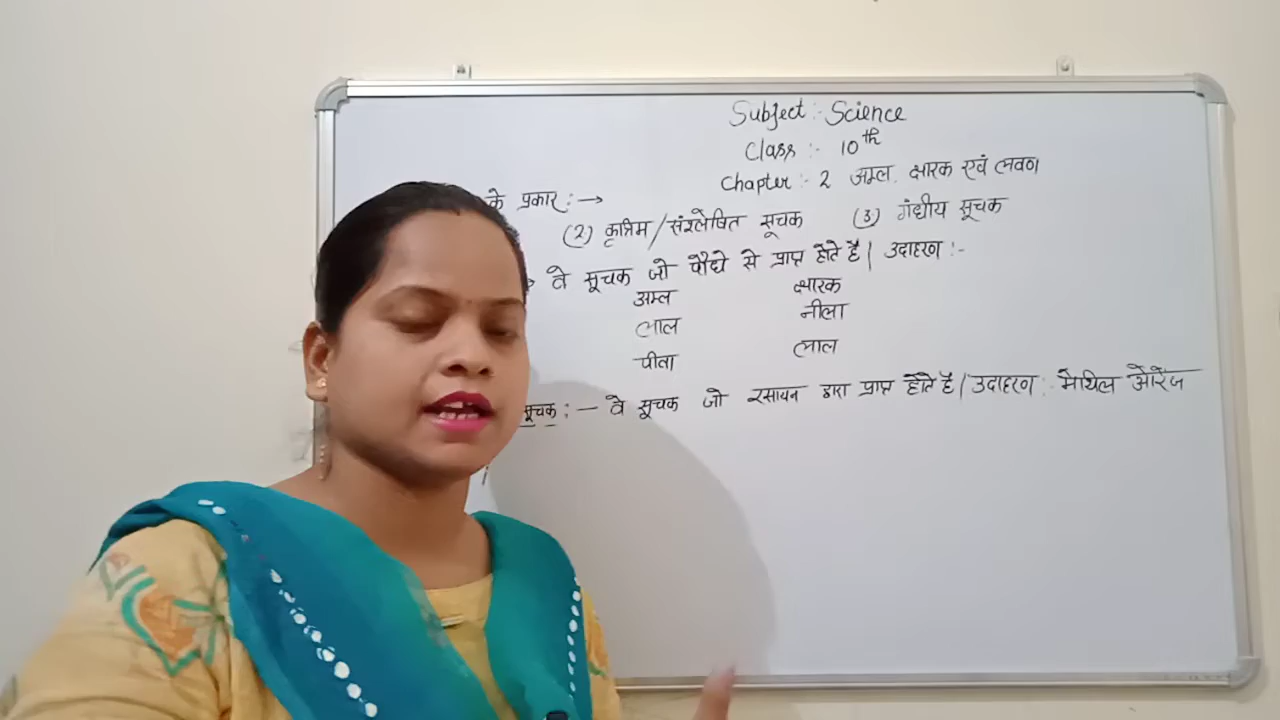 Subject :- Science
Class :- 10th
Chapter :- 2 अम्ल, क्षारक एवं लवण
के प्रकार :→
(2) कृत्रिम/संश्लेषित सूचक (3) गंधीय सूचक
वे सूचक जो पौधे से प्राप्त होते है| उदाहरण :-
अम्ल क्षारक
लाल नीला
पीला लाल
सूचक :- वे सूचक जो रसायन द्वारा प्राप्त होते है| उदाहरण :- मेथिल ऑरेंज